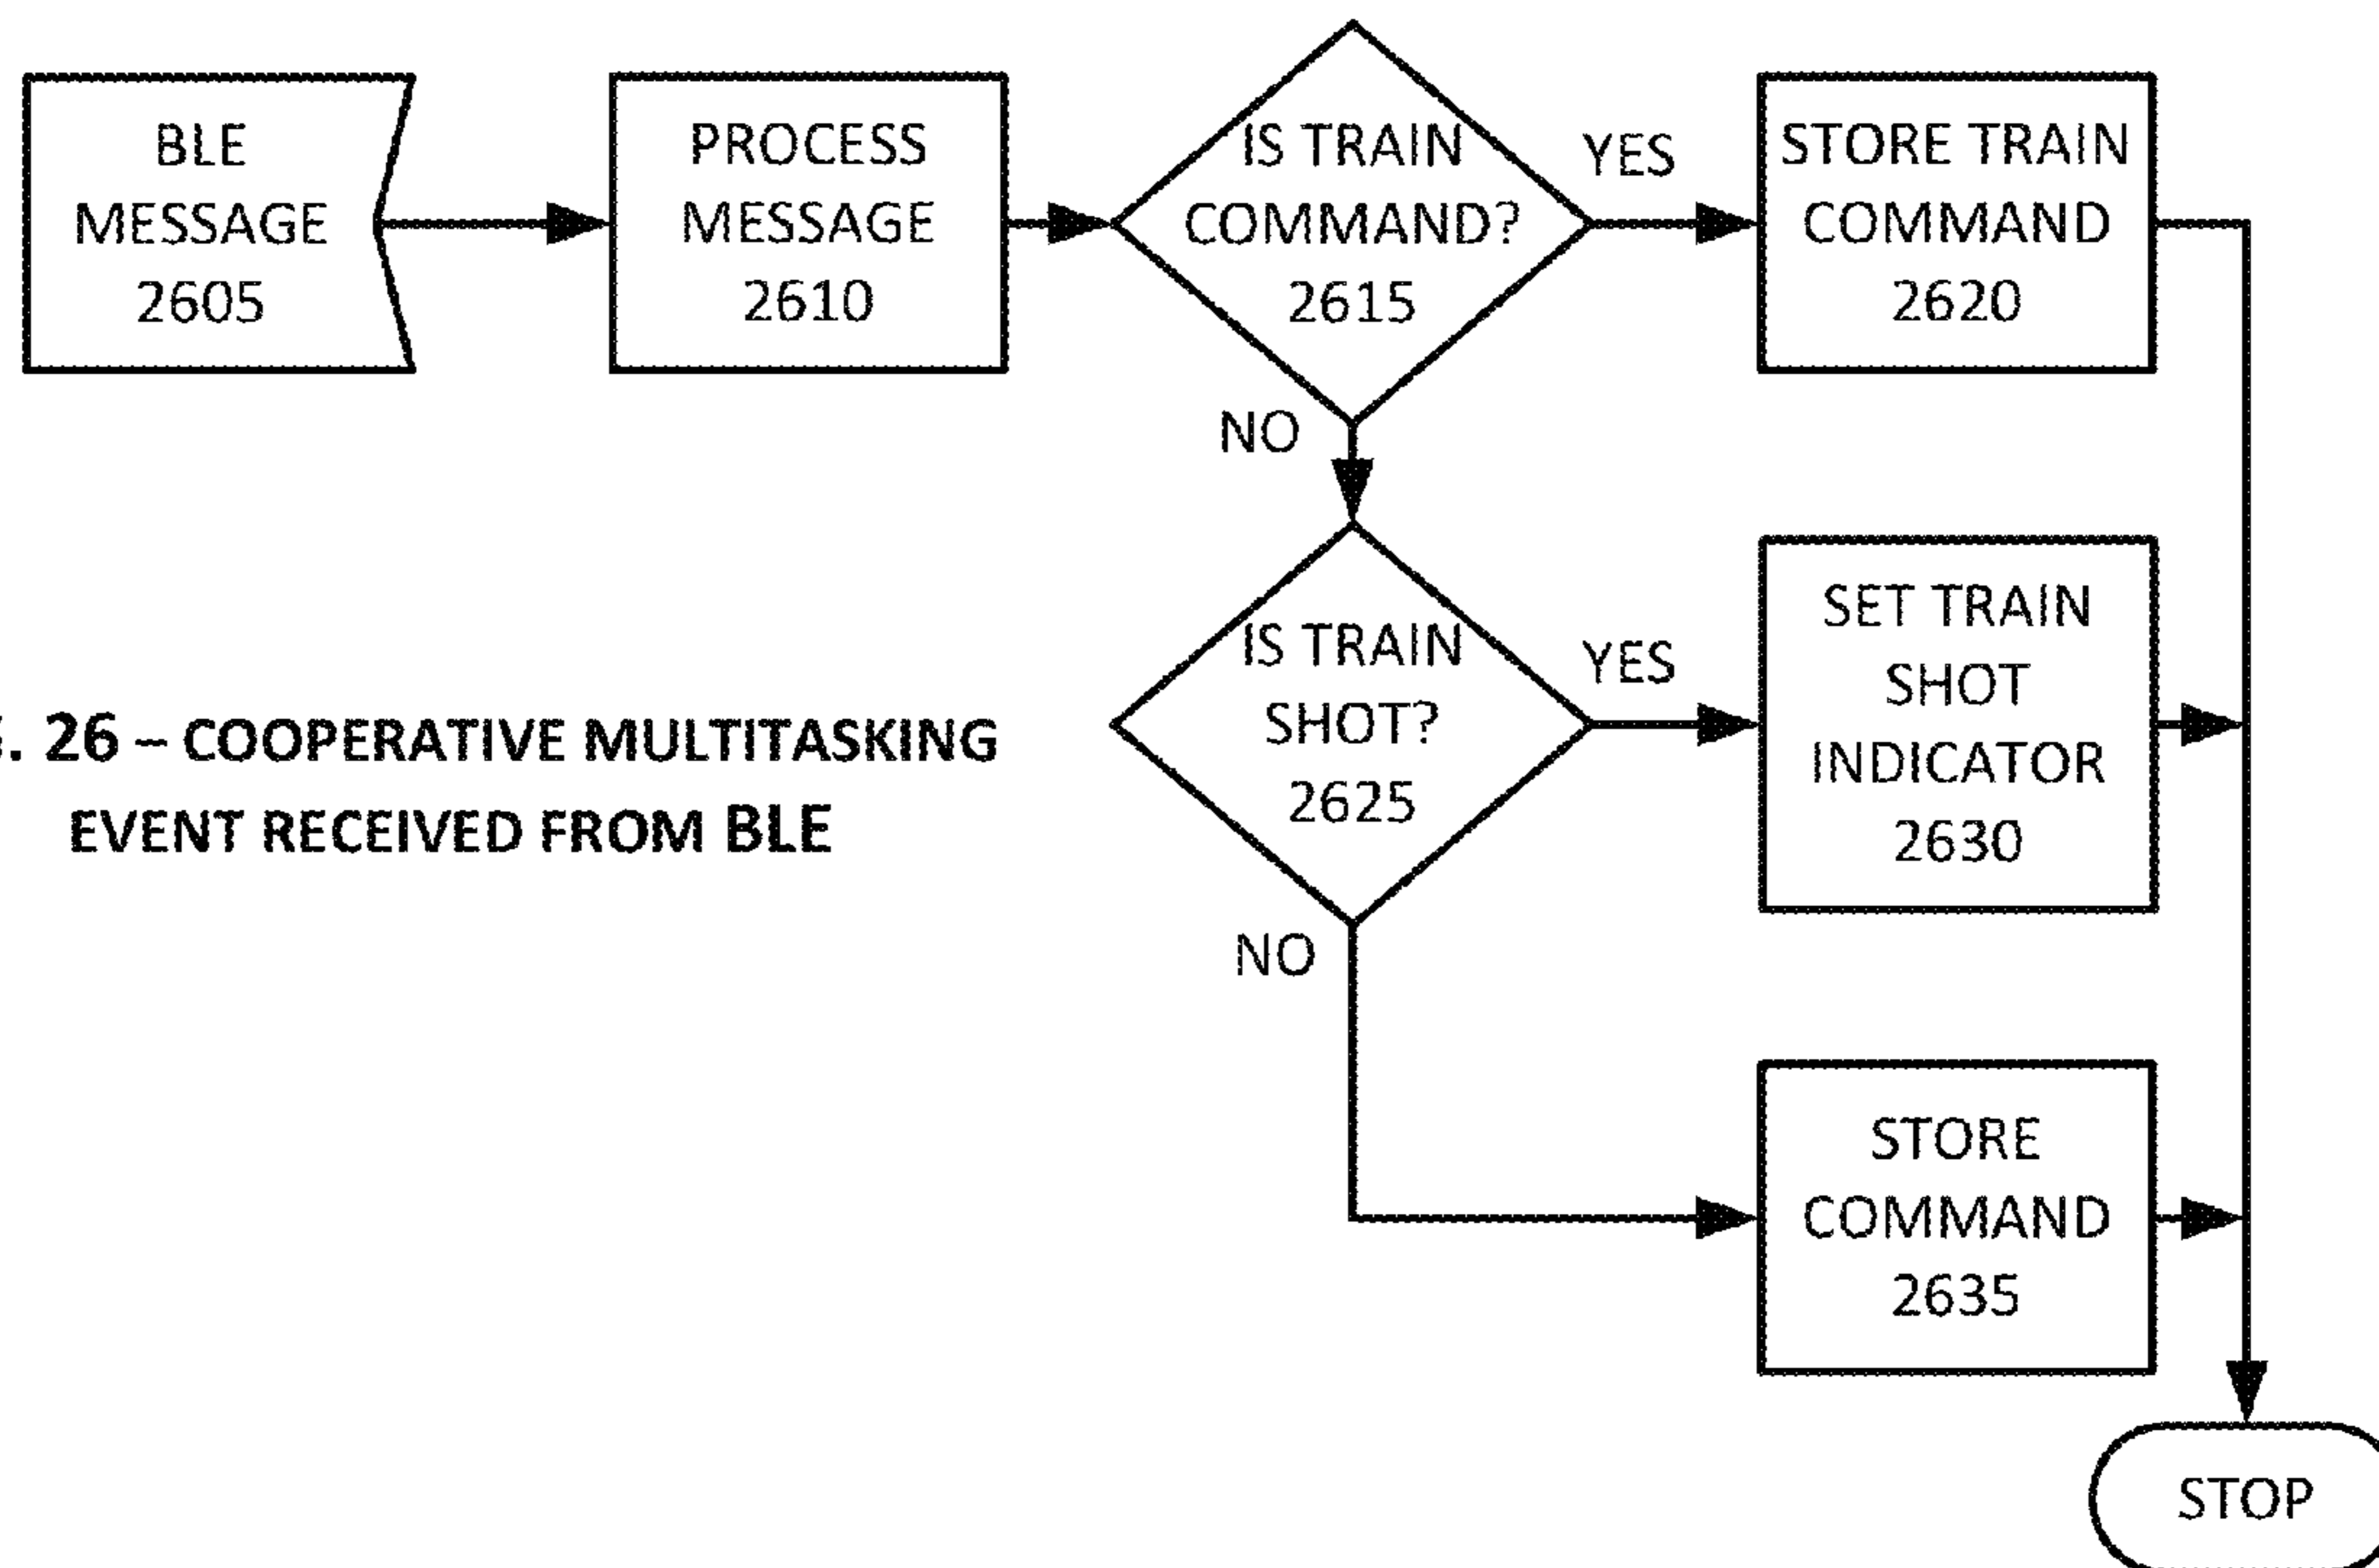 BLE
MESSAGE
2605
PROCESS
MESSAGE
2610
IS TRAIN
COMMAND?
2615
YES
STORE TRAIN
COMMAND
2620
NO
IS TRAIN
SHOT?
2625
YES
SET TRAIN
SHOT
INDICATOR
2630
. 26 – COOPERATIVE MULTITASKING
EVENT RECEIVED FROM BLE
NO
STORE
COMMAND
2635
STOP